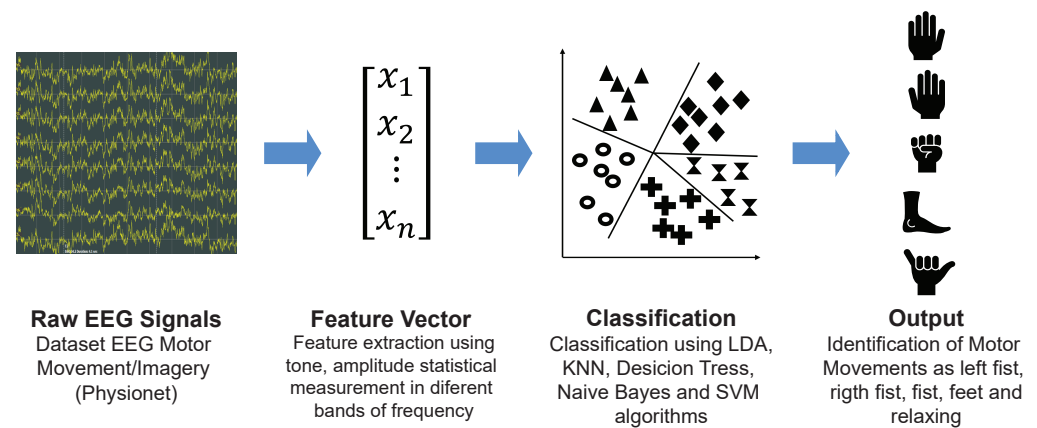 x1
x2
⋮
xn
Raw EEG Signals
Dataset EEG Motor
Movement/Imagery
(Physionet)
Feature Vector
Feature extraction using
tone, amplitude statistical
measurement in diferent
bands of frequency
Classification
Classification using LDA,
KNN, Desicion Tress,
Naive Bayes and SVM
algorithms
Output
Identification of Motor
Movements as left fist,
rigth fist, fist, feet and
relaxing